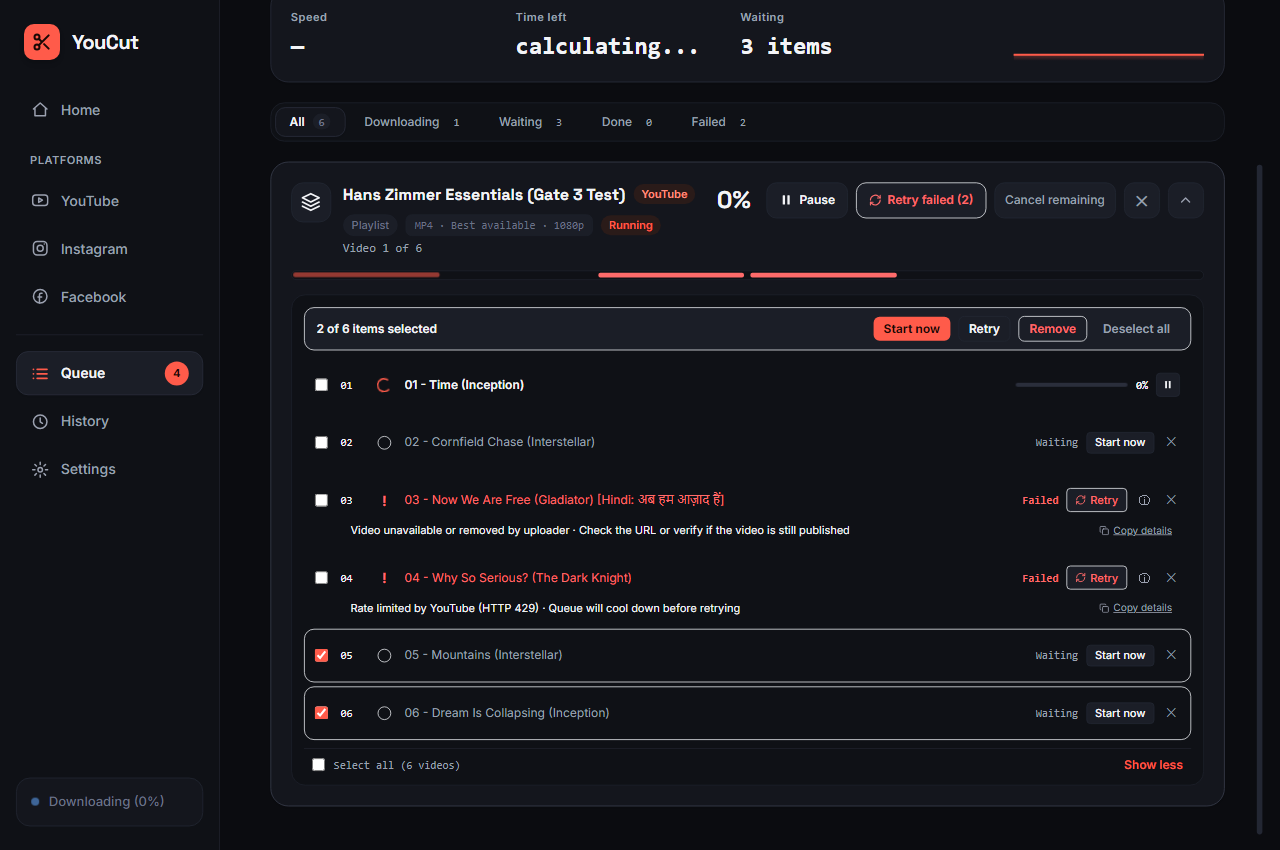 YouCut
Home
PLATFORMS
YouTube
Instagram
Facebook
Queue 4
History
Settings
Downloading (0%)
Speed Time left Waiting
— calculating... 3 items
All 6 Downloading 1 Waiting 3 Done 0 Failed 2
Hans Zimmer Essentials (Gate 3 Test) YouTube 0% Pause Retry failed (2) Cancel remaining
Playlist MP4 · Best available · 1080p Running
Video 1 of 6
2 of 6 items selected Start now Retry Remove Deselect all
01 01 - Time (Inception) 0%
02 02 - Cornfield Chase (Interstellar) Waiting Start now
03 ! 03 - Now We Are Free (Gladiator) [Hindi: अब हम आज़ाद हैं] Failed Retry
Video unavailable or removed by uploader · Check the URL or verify if the video is still published Copy details
04 ! 04 - Why So Serious? (The Dark Knight) Failed Retry
Rate limited by YouTube (HTTP 429) · Queue will cool down before retrying Copy details
05 05 - Mountains (Interstellar) Waiting Start now
06 06 - Dream Is Collapsing (Inception) Waiting Start now
Select all (6 videos) Show less